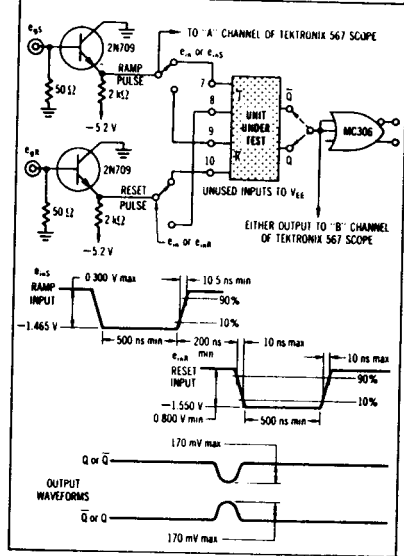 e_gS
2N709
TO "A" CHANNEL OF TEKTRONIX 567 SCOPE
RAMP PULSE
e_in or e_inS
50 Ω
2 kΩ
-5.2 V
7
8
9
10
J̅
K̅
UNIT UNDER TEST
Q̅
Q
MC306
UNUSED INPUTS TO V_EE
e_gR
2N709
RESET PULSE
50 Ω
2 kΩ
-5.2 V
e_in or e_inR
EITHER OUTPUT TO "B" CHANNEL
OF TEKTRONIX 567 SCOPE
e_inS
RAMP INPUT
0.300 V max
10.5 ns min
90%
10%
-1.465 V
500 ns min
200 ns min
10 ns max
10 ns max
e_inR
RESET INPUT
90%
10%
-1.550 V
0.800 V min
500 ns min
170 mV max
Q or Q̅
OUTPUT WAVEFORMS
Q̅ or Q
170 mV max